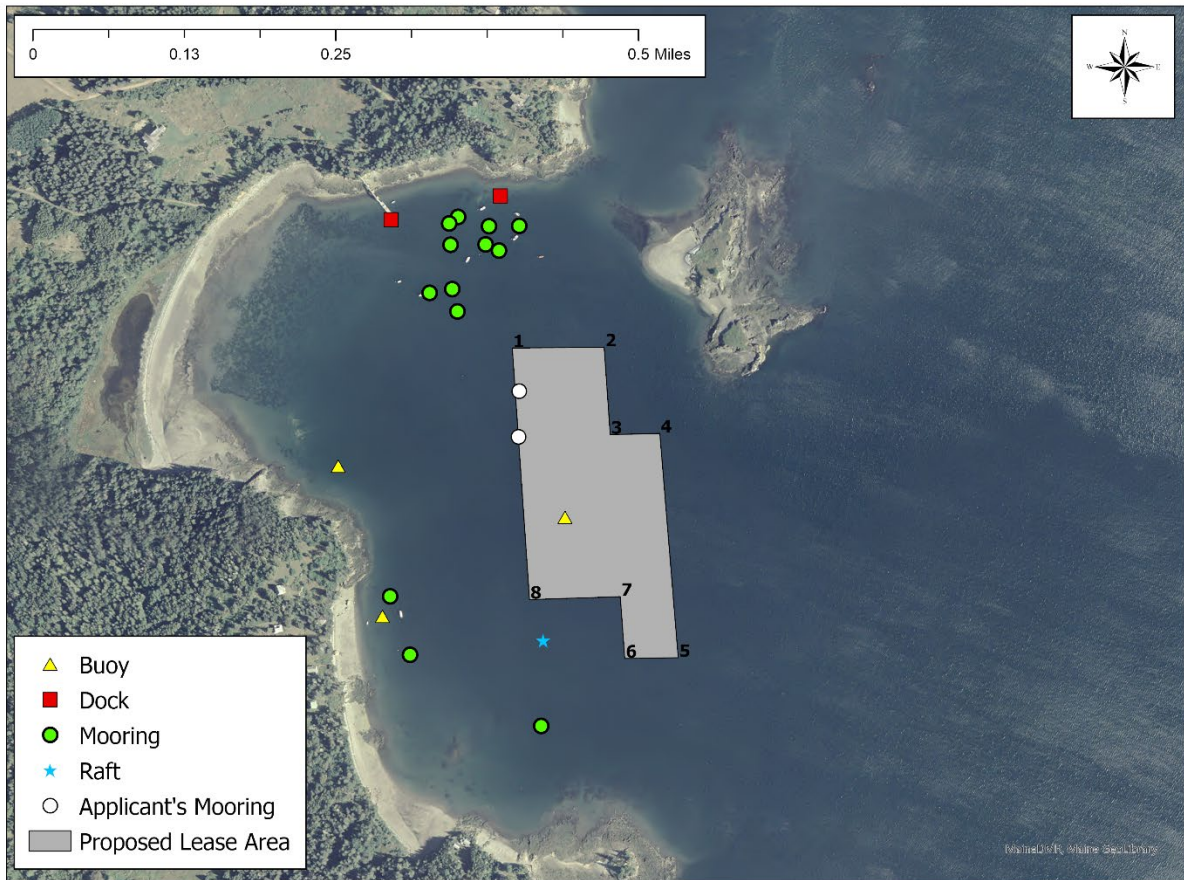 0 0.13 0.25 0.5 Miles
N
W E
S
1 2
3 4
8 7
6 5
Buoy
Dock
Mooring
Raft
Applicant's Mooring
Proposed Lease Area
MaineDMR, Maine GeoLibrary